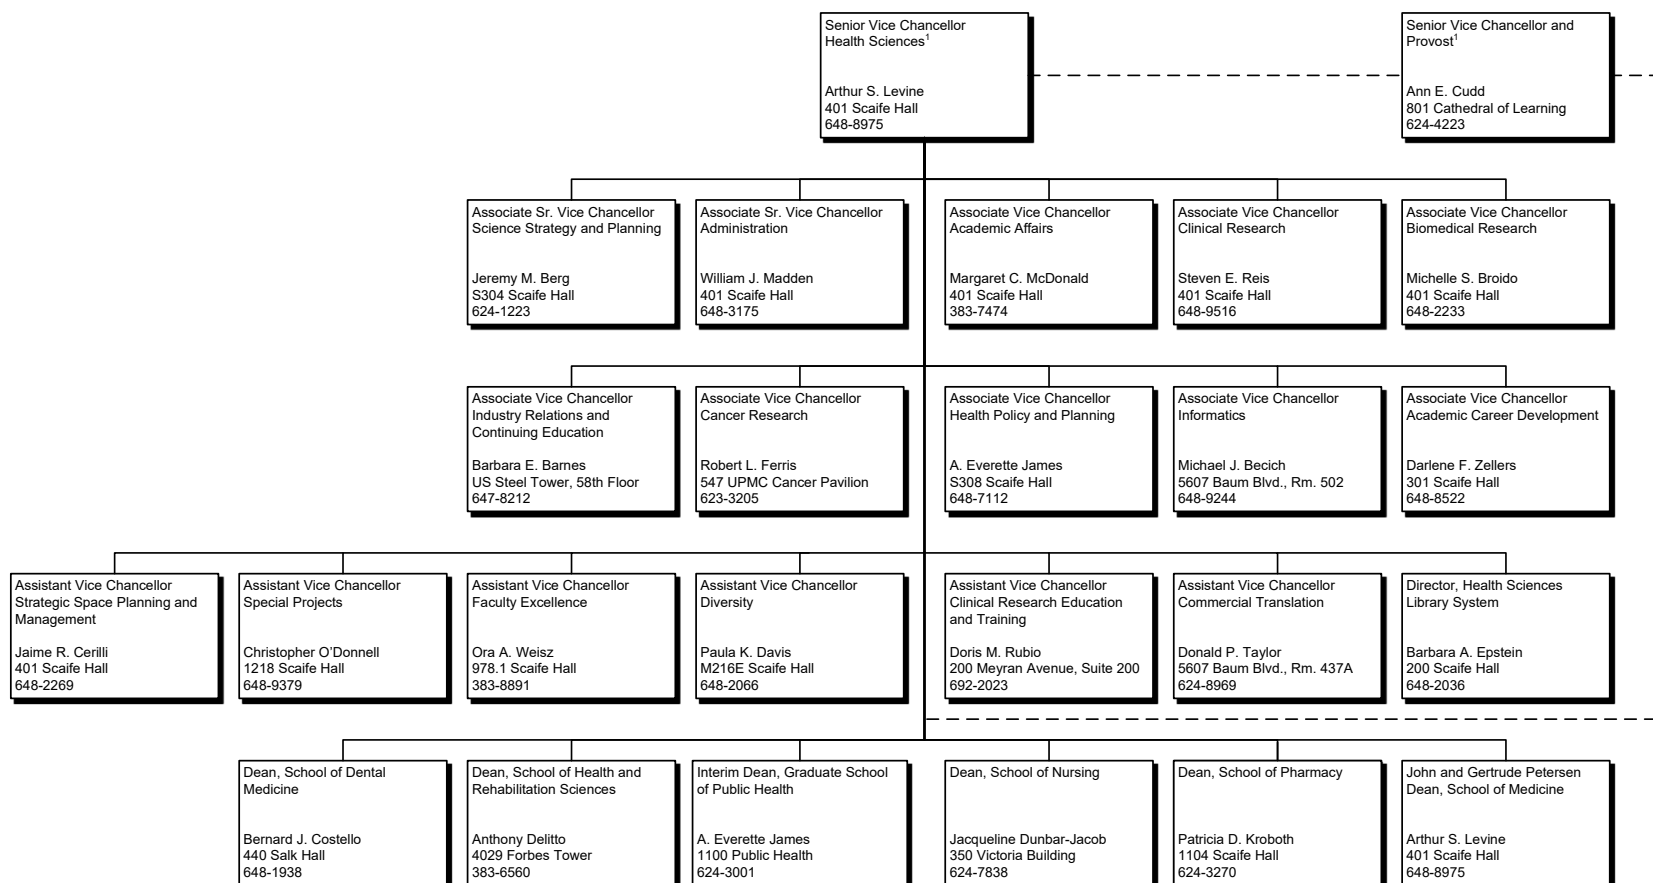 Senior Vice Chancellor
Health Sciences¹
Arthur S. Levine
401 Scaife Hall
648-8975
Senior Vice Chancellor and
Provost¹
Ann E. Cudd
801 Cathedral of Learning
624-4223
Associate Sr. Vice Chancellor
Science Strategy and Planning
Jeremy M. Berg
S304 Scaife Hall
624-1223
Associate Sr. Vice Chancellor
Administration
William J. Madden
401 Scaife Hall
648-3175
Associate Vice Chancellor
Academic Affairs
Margaret C. McDonald
401 Scaife Hall
383-7474
Associate Vice Chancellor
Clinical Research
Steven E. Reis
401 Scaife Hall
648-9516
Associate Vice Chancellor
Biomedical Research
Michelle S. Broido
401 Scaife Hall
648-2233
Associate Vice Chancellor
Industry Relations and
Continuing Education
Barbara E. Barnes
US Steel Tower, 58th Floor
647-8212
Associate Vice Chancellor
Cancer Research
Robert L. Ferris
547 UPMC Cancer Pavilion
623-3205
Associate Vice Chancellor
Health Policy and Planning
A. Everette James
S308 Scaife Hall
648-7112
Associate Vice Chancellor
Informatics
Michael J. Becich
5607 Baum Blvd., Rm. 502
648-9244
Associate Vice Chancellor
Academic Career Development
Darlene F. Zellers
301 Scaife Hall
648-8522
Assistant Vice Chancellor
Strategic Space Planning and
Management
Jaime R. Cerilli
401 Scaife Hall
648-2269
Assistant Vice Chancellor
Special Projects
Christopher O’Donnell
1218 Scaife Hall
648-9379
Assistant Vice Chancellor
Faculty Excellence
Ora A. Weisz
978.1 Scaife Hall
383-8891
Assistant Vice Chancellor
Diversity
Paula K. Davis
M216E Scaife Hall
648-2066
Assistant Vice Chancellor
Clinical Research Education
and Training
Doris M. Rubio
200 Meyran Avenue, Suite 200
692-2023
Assistant Vice Chancellor
Commercial Translation
Donald P. Taylor
5607 Baum Blvd., Rm. 437A
624-8969
Director, Health Sciences
Library System
Barbara A. Epstein
200 Scaife Hall
648-2036
Dean, School of Dental
Medicine
Bernard J. Costello
440 Salk Hall
648-1938
Dean, School of Health and
Rehabilitation Sciences
Anthony Delitto
4029 Forbes Tower
383-6560
Interim Dean, Graduate School
of Public Health
A. Everette James
1100 Public Health
624-3001
Dean, School of Nursing
Jacqueline Dunbar-Jacob
350 Victoria Building
624-7838
Dean, School of Pharmacy
Patricia D. Kroboth
1104 Scaife Hall
624-3270
John and Gertrude Petersen
Dean, School of Medicine
Arthur S. Levine
401 Scaife Hall
648-8975